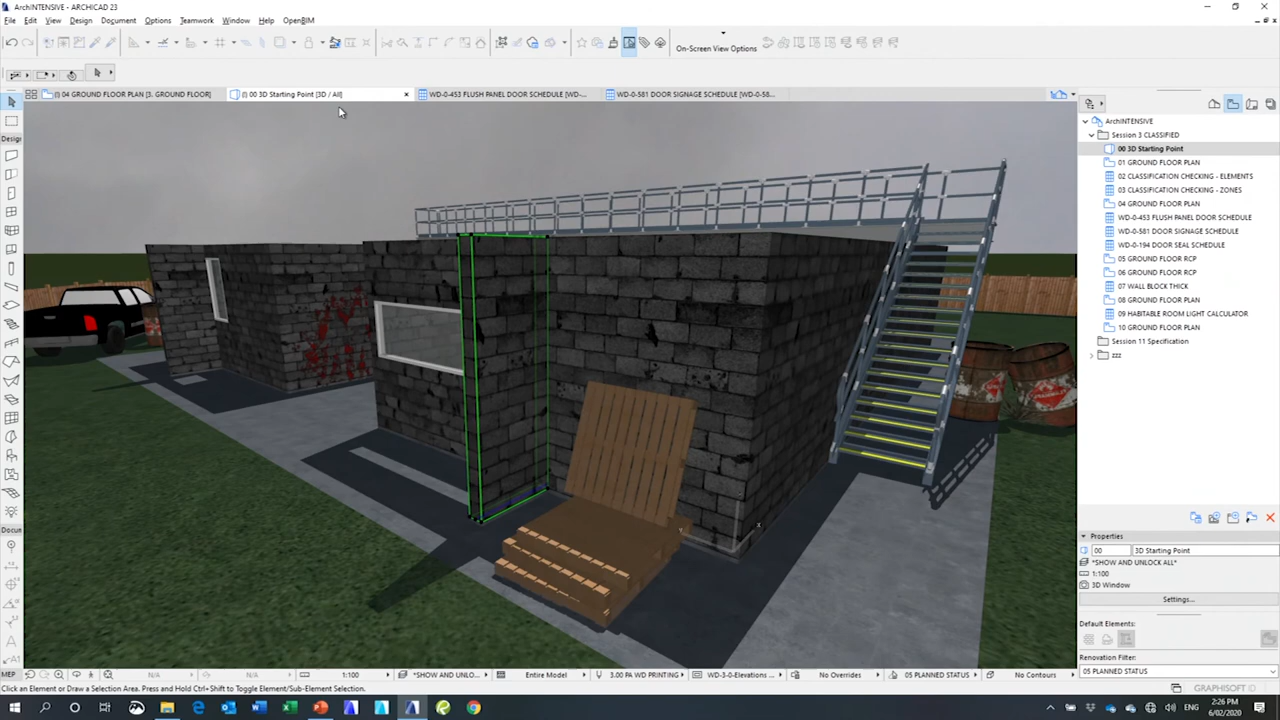 ArchINTENSIVE - ARCHICAD 23
File Edit View Design Document Options Teamwork Window Help OpenBIM
On-Screen View Options
(!) 04 GROUND FLOOR PLAN [3. GROUND FLOOR]
(!) 00 3D Starting Point [3D / All]
WD-0-453 FLUSH PANEL DOOR SCHEDULE [WD-...
WD-0-581 DOOR SIGNAGE SCHEDULE [WD-0-58...
Design
Docum
MEP
ArchINTENSIVE
Session 3 CLASSIFIED
00 3D Starting Point
01 GROUND FLOOR PLAN
02 CLASSIFICATION CHECKING - ELEMENTS
03 CLASSIFICATION CHECKING - ZONES
04 GROUND FLOOR PLAN
WD-0-453 FLUSH PANEL DOOR SCHEDULE
WD-0-581 DOOR SIGNAGE SCHEDULE
WD-0-194 DOOR SEAL SCHEDULE
05 GROUND FLOOR RCP
06 GROUND FLOOR RCP
07 WALL BLOCK THICK
08 GROUND FLOOR PLAN
09 HABITABLE ROOM LIGHT CALCULATOR
10 GROUND FLOOR PLAN
Session 11 Specification
zzz
Properties
00 3D Starting Point
*SHOW AND UNLOCK ALL*
1:100
3D Window
Settings...
Default Elements:
Renovation Filter:
05 PLANNED STATUS
N/A N/A 1:100 *SHOW AND UNLO... Entire Model 3.00 PA WD PRINTING WD-3-0-Elevations ... No Overrides 05 PLANNED STATUS No Contours
Click an Element or Draw a Selection Area. Press and Hold Ctrl+Shift to Toggle Element/Sub-Element Selection.
GRAPHISOFT
ENG
2:26 PM
6/02/2020